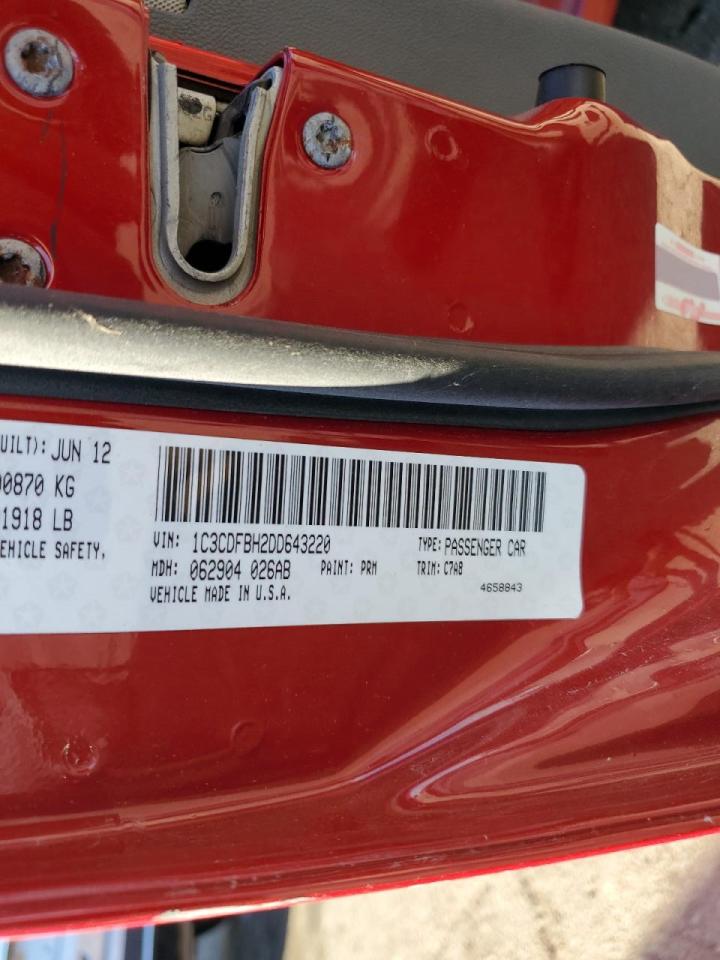 UILT): JUN 12
00870 KG
1918 LB
EHICLE SAFETY,
VIN: 1C3CDFBH2DD643220 TYPE: PASSENGER CAR
MDH: 062904 026AB PAINT: PRM TRIM: C7A8
VEHICLE MADE IN U.S.A. 4658843